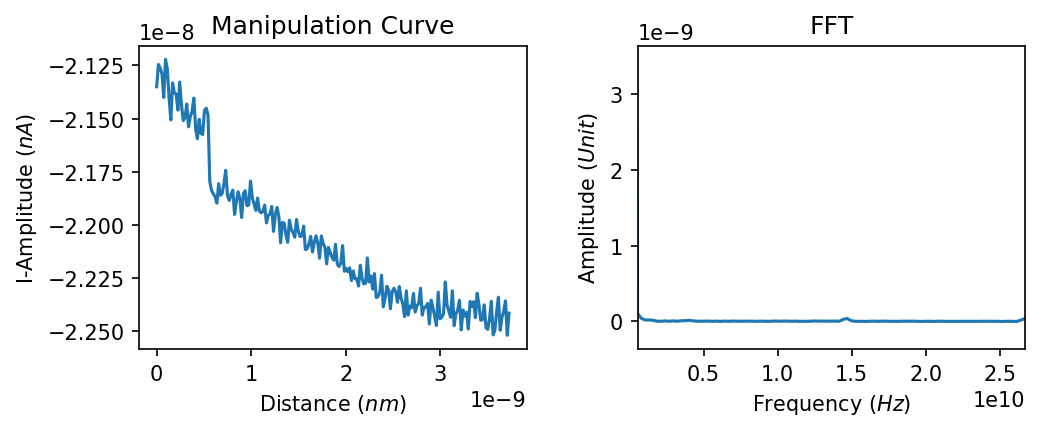 Manipulation Curve
1e−8
−2.125
−2.150
−2.175
−2.200
−2.225
−2.250
I-Amplitude (nA)
0
1
2
3
1e−9
Distance (nm)
FFT
1e−9
3
2
1
0
Amplitude (Unit)
0.5
1.0
1.5
2.0
2.5
1e10
Frequency (Hz)